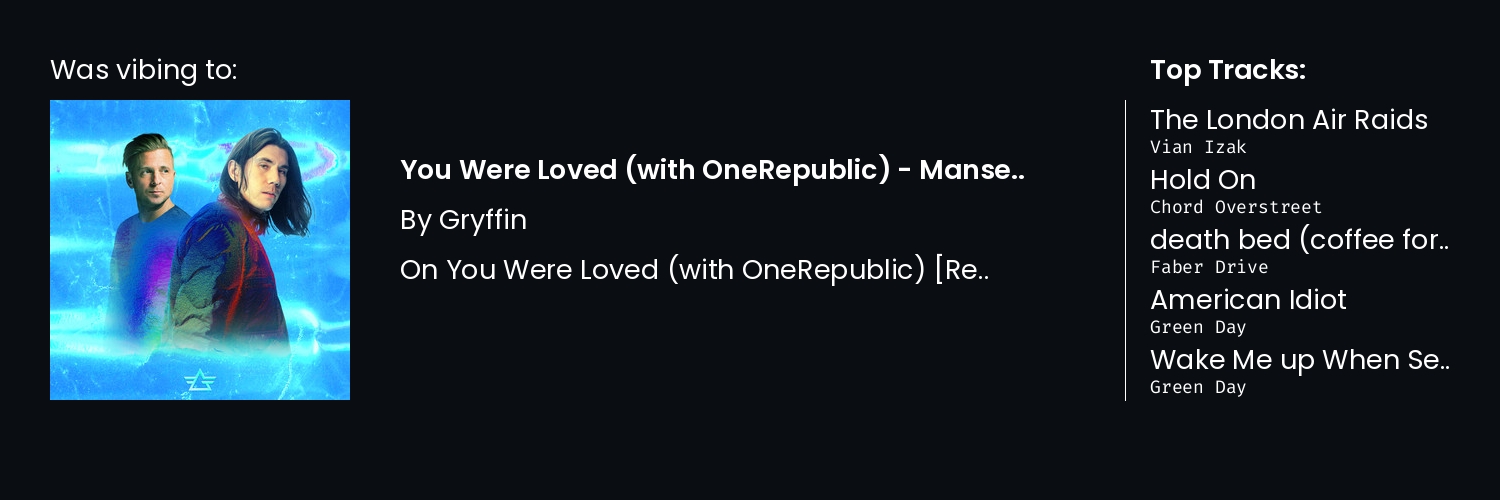 Was vibing to:
You Were Loved (with OneRepublic) - Manse..
By Gryffin
On You Were Loved (with OneRepublic) [Re..
Top Tracks:
The London Air Raids
Vian Izak
Hold On
Chord Overstreet
death bed (coffee for..
Faber Drive
American Idiot
Green Day
Wake Me up When Se..
Green Day